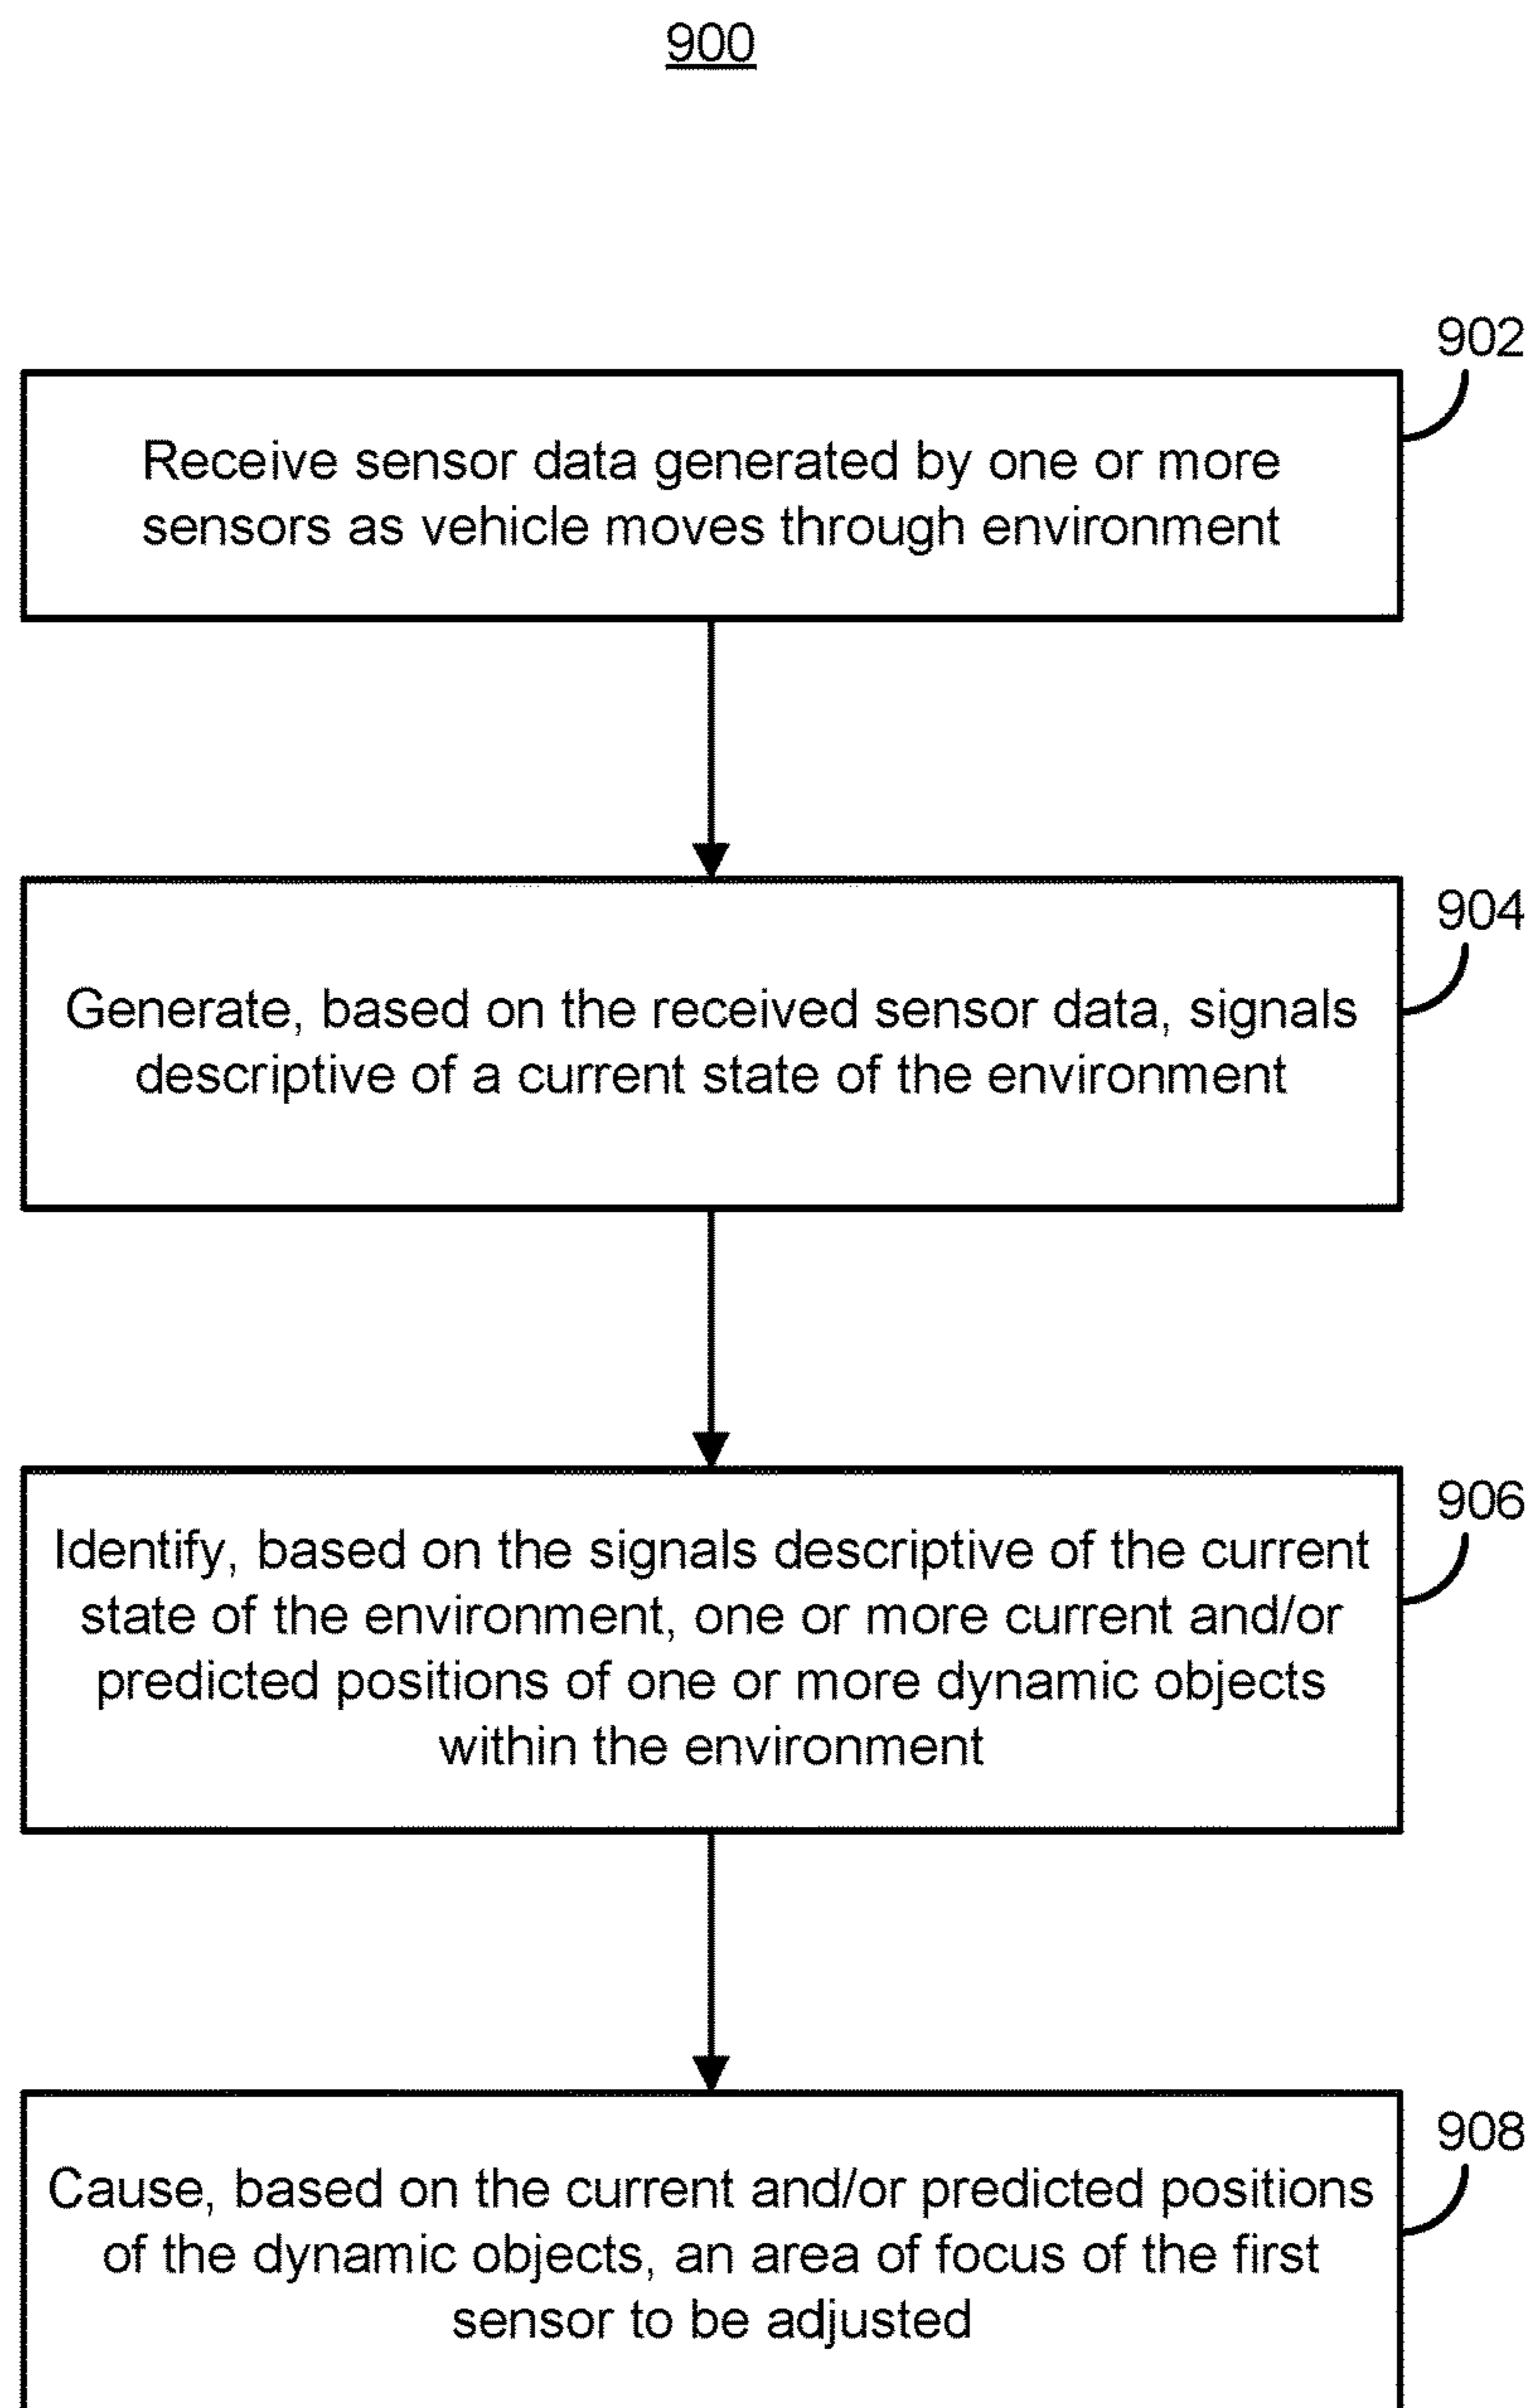 900
902
Receive sensor data generated by one or more
sensors as vehicle moves through environment
904
Generate, based on the received sensor data, signals
descriptive of a current state of the environment
906
Identify, based on the signals descriptive of the current
state of the environment, one or more current and/or
predicted positions of one or more dynamic objects
within the environment
908
Cause, based on the current and/or predicted positions
of the dynamic objects, an area of focus of the first
sensor to be adjusted